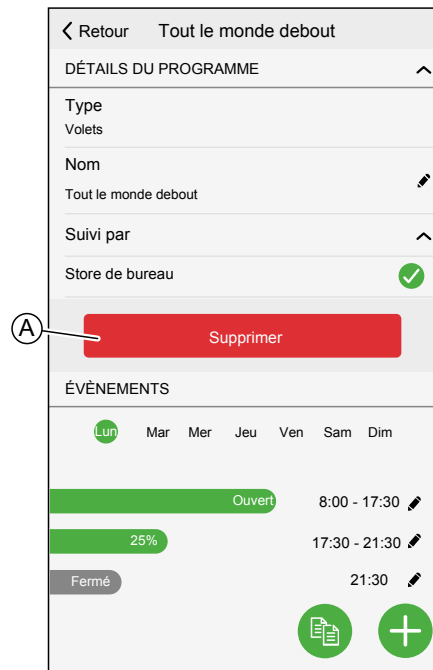 Retour Tout le monde debout
DÉTAILS DU PROGRAMME
Type
Volets
Nom
Tout le monde debout
Suivi par
Store de bureau
A
Supprimer
ÉVÈNEMENTS
Lun Mar Mer Jeu Ven Sam Dim
Ouvert 8:00 - 17:30
25% 17:30 - 21:30
Fermé 21:30